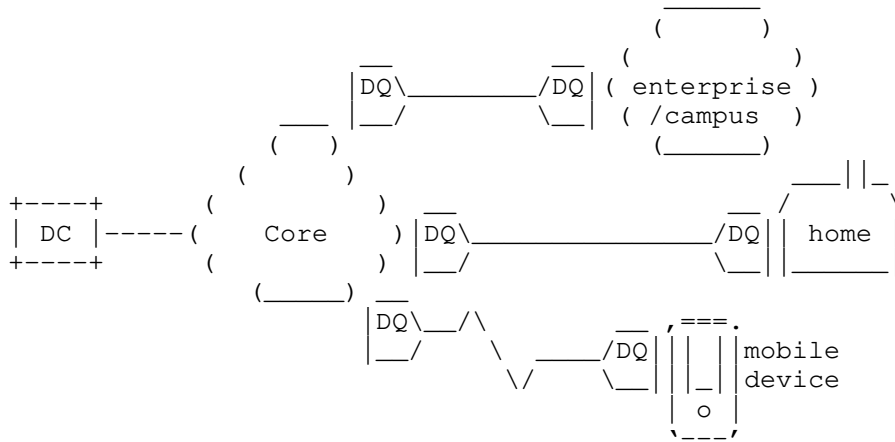 DQ DQ enterprise
/campus
DC Core DQ DQ home
DQ
DQ mobile
device